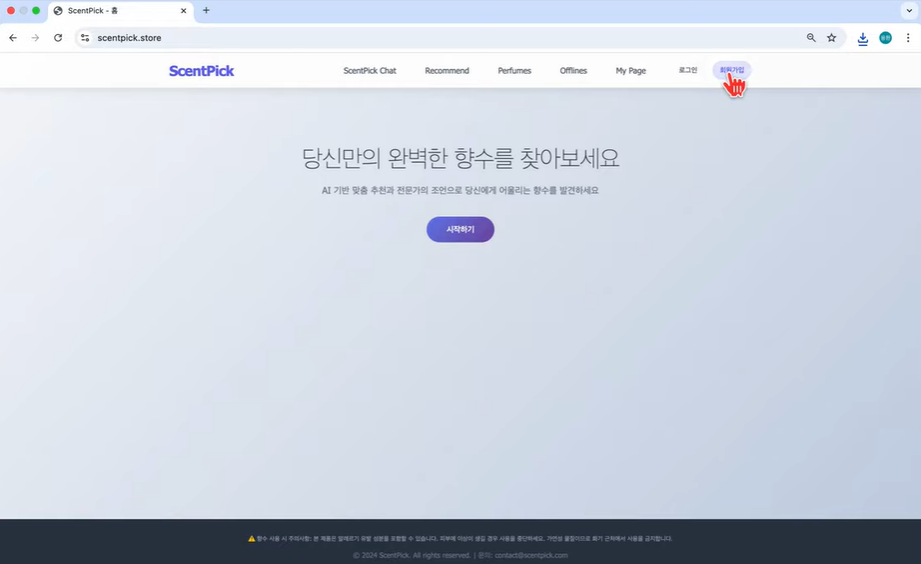 ScentPick - 홈
scentpick.store
ScentPick
ScentPick Chat
Recommend
Perfumes
Offlines
My Page
로그인
회원가입
당신만의 완벽한 향수를 찾아보세요
AI 기반 맞춤 추천과 전문가의 조언으로 당신에게 어울리는 향수를 발견하세요
시작하기
향수 사용 시 주의사항: 본 제품은 알레르기 유발 성분을 포함할 수 있습니다. 피부에 이상이 생길 경우 사용을 중단하세요. 가연성 물질이므로 화기 근처에서 사용을 금지합니다.
© 2024 ScentPick. All rights reserved. | 문의: contact@scentpick.com